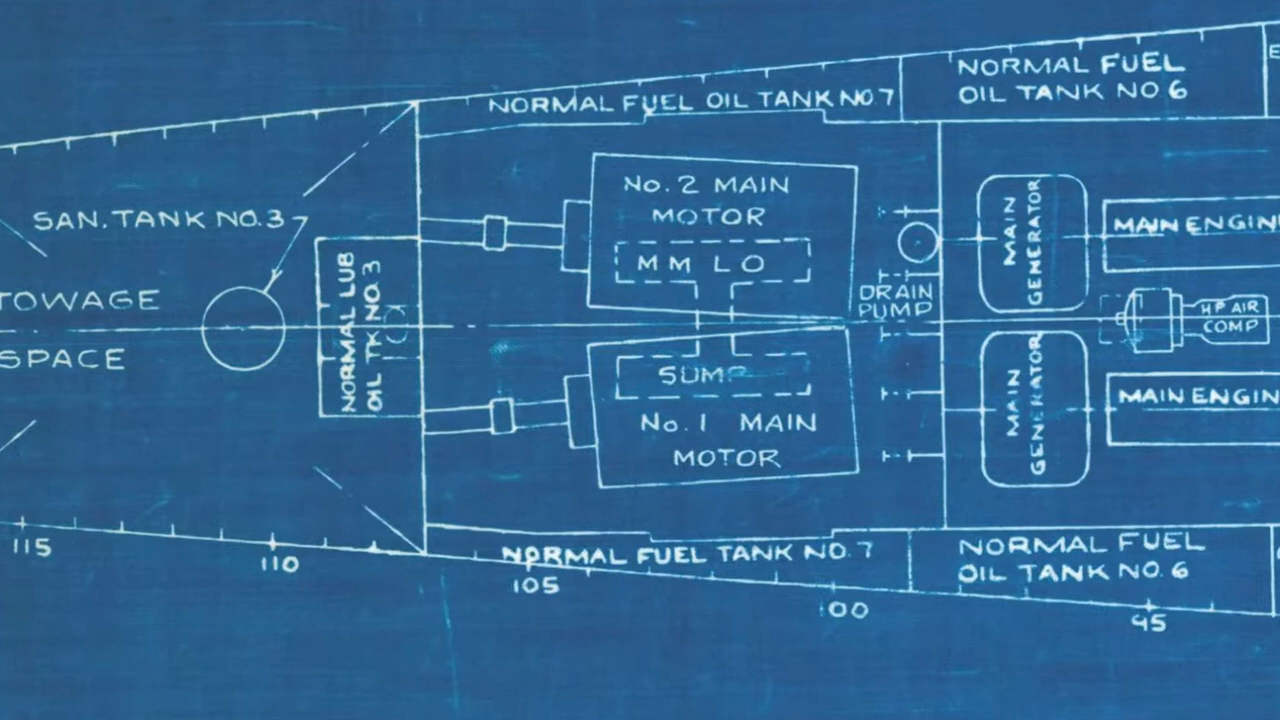 NORMAL FUEL OIL TANK NO 7
NORMAL FUEL
OIL TANK NO 6
E
SAN. TANK NO. 3
No. 2 MAIN
MOTOR
MM LO
MAIN
GENERATOR
MAIN ENGIN
TOWAGE
SPACE
NORMAL LUB
OIL TK NO. 3
DRAIN
PUMP
HP AIR
COMP
SUMP
No. 1 MAIN
MOTOR
MAIN
GENERATOR
MAIN ENGIN
NORMAL FUEL TANK NO. 7
NORMAL FUEL
OIL TANK NO. 6
115
110
105
100
95